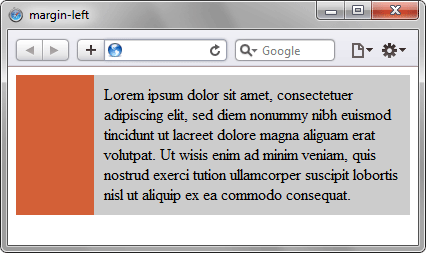 margin-left
Google
Lorem ipsum dolor sit amet, consectetuer
adipiscing elit, sed diem nonummy nibh euismod
tincidunt ut lacreet dolore magna aliguam erat
volutpat. Ut wisis enim ad minim veniam, quis
nostrud exerci tution ullamcorper suscipit lobortis
nisl ut aliquip ex ea commodo consequat.